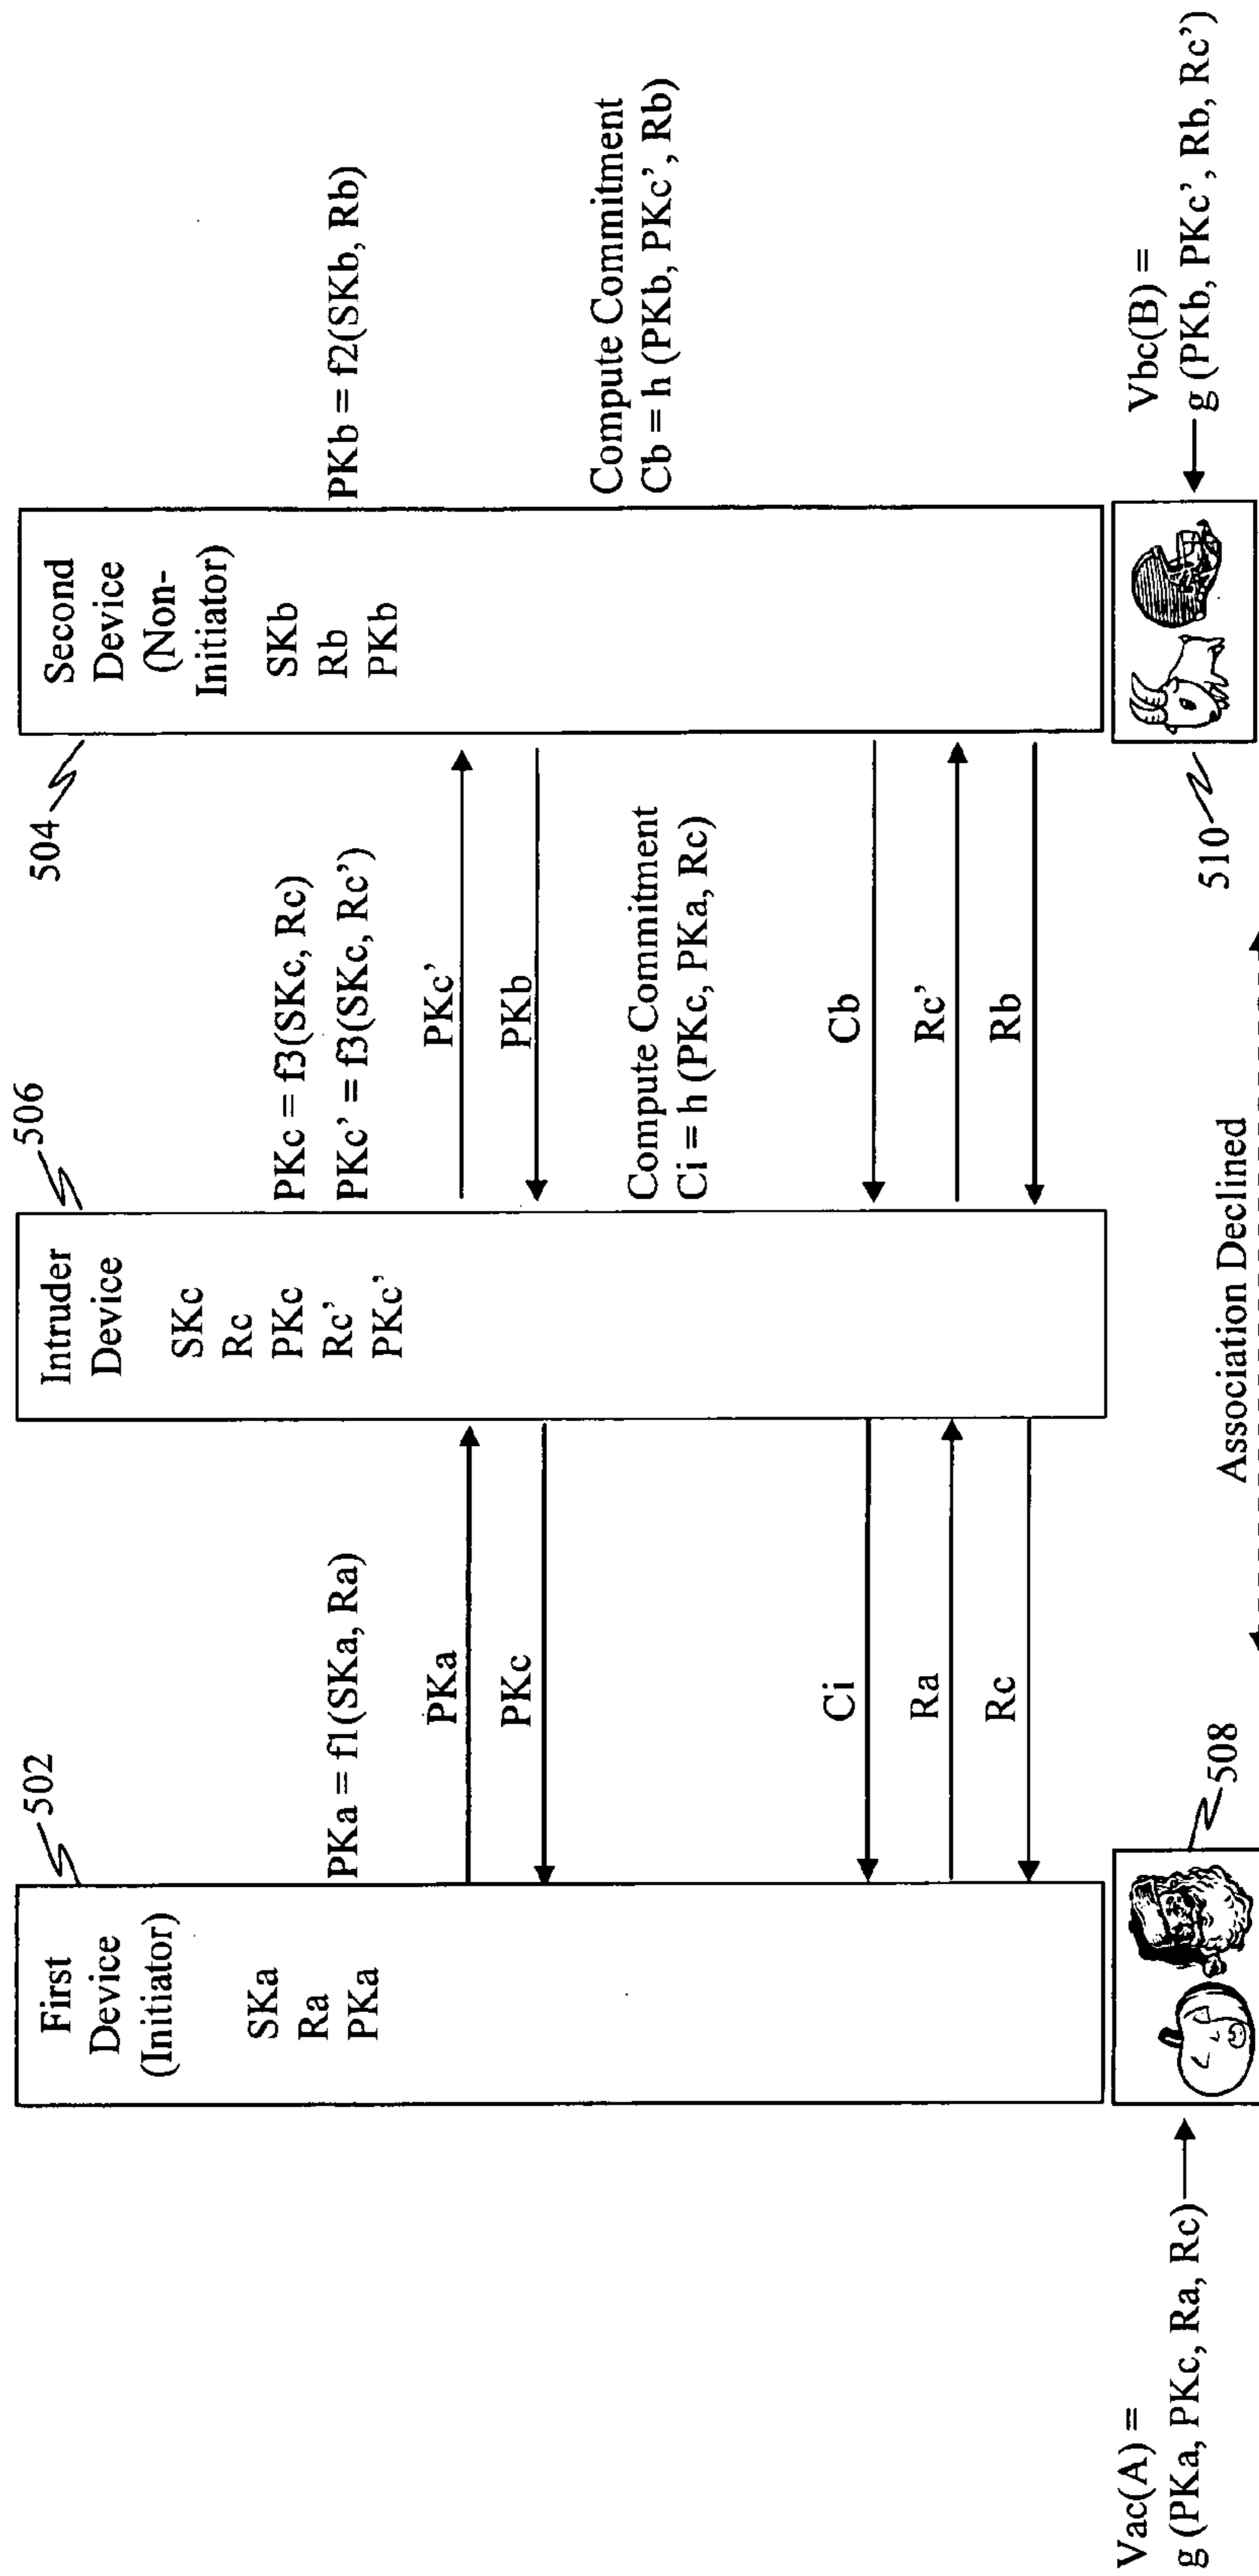 First
Device
(Initiator)
SKa
Ra
PKa
502
PKa = f1(SKa, Ra)
PKa
PKc
Ci
Ra
Rc
Vac(A) =
g (PKa, PKc, Ra, Rc)
508
Intruder
Device
SKc
Rc
PKc
Rc’
PKc’
506
PKc = f3(SKc, Rc)
PKc’ = f3(SKc, Rc’)
PKc’
PKb
Compute Commitment
Ci = h (PKc, PKa, Rc)
Cb
Rc’
Rb
Second
Device
(Non-
Initiator)
SKb
Rb
PKb
504
PKb = f2(SKb, Rb)
Compute Commitment
Cb = h (PKb, PKc’, Rb)
Vbc(B) =
g (PKb, PKc’, Rb, Rc’)
510
Association Declined